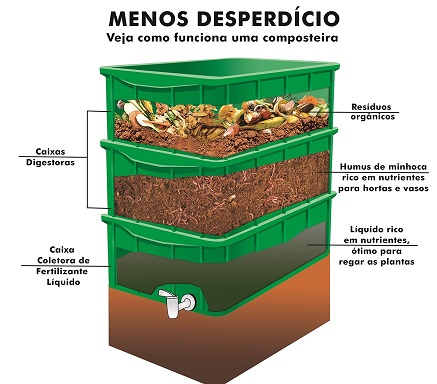 MENOS DESPERDÍCIO
Veja como funciona uma composteira
Resíduos
orgânicos
Caixas
Digestoras
Humus de minhoca
rico em nutrientes
para hortas e vasos
Caixa
Coletora de
Fertilizante
Líquido
Líquido rico
em nutrientes,
ótimo para
regar as plantas